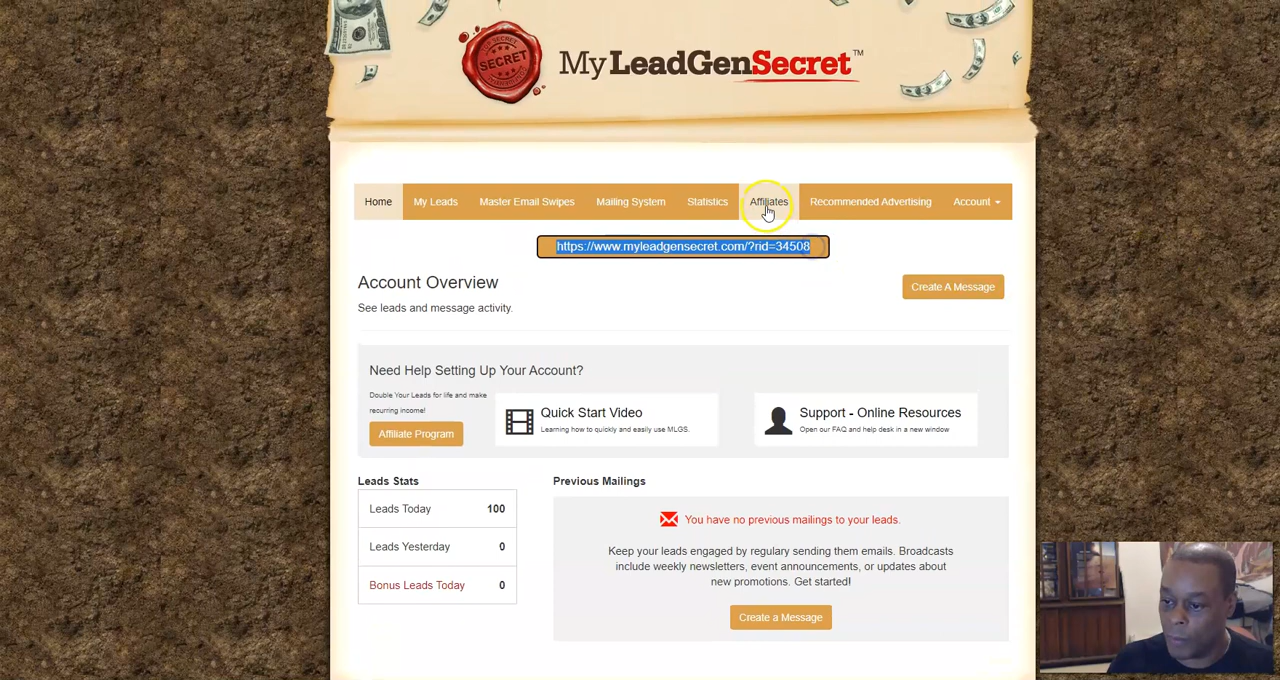 SECRET
MyLeadGenSecret™
Home My Leads Master Email Swipes Mailing System Statistics Affiliates Recommended Advertising Account
https://www.myleadgensecret.com/?rid=34508
Account Overview
Create A Message
See leads and message activity.
Need Help Setting Up Your Account?
Double Your Leads for life and make
recurring income!
Affiliate Program
Quick Start Video
Learning how to quickly and easily use MLGS.
Support - Online Resources
Open our FAQ and help desk in a new window
Leads Stats
Leads Today 100
Leads Yesterday 0
Bonus Leads Today 0
Previous Mailings
You have no previous mailings to your leads.
Keep your leads engaged by regulary sending them emails. Broadcasts
include weekly newsletters, event announcements, or updates about
new promotions. Get started!
Create a Message